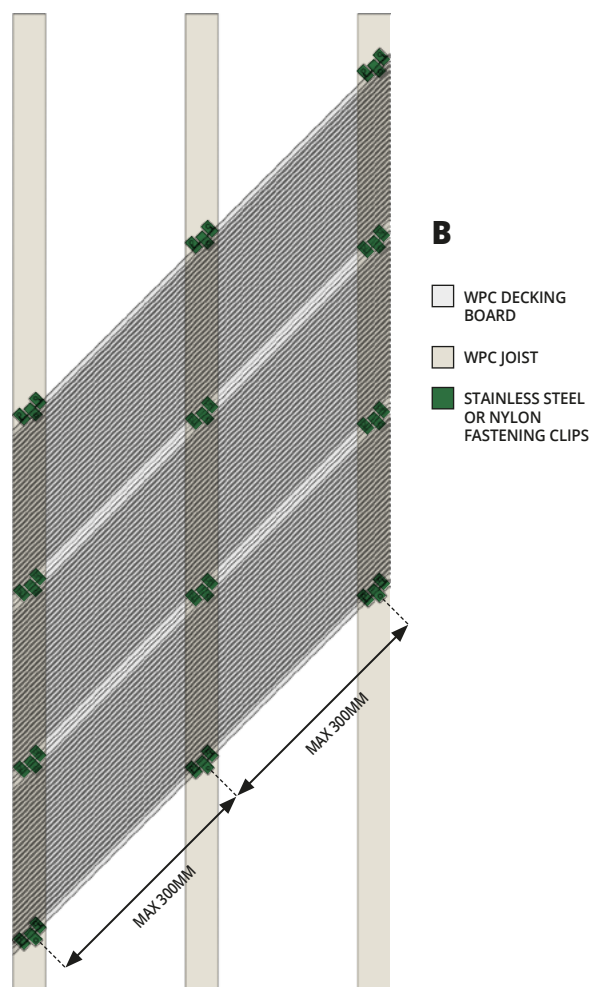 B
WPC DECKING
BOARD
WPC JOIST
STAINLESS STEEL
OR NYLON
FASTENING CLIPS
MAX 300MM
MAX 300MM